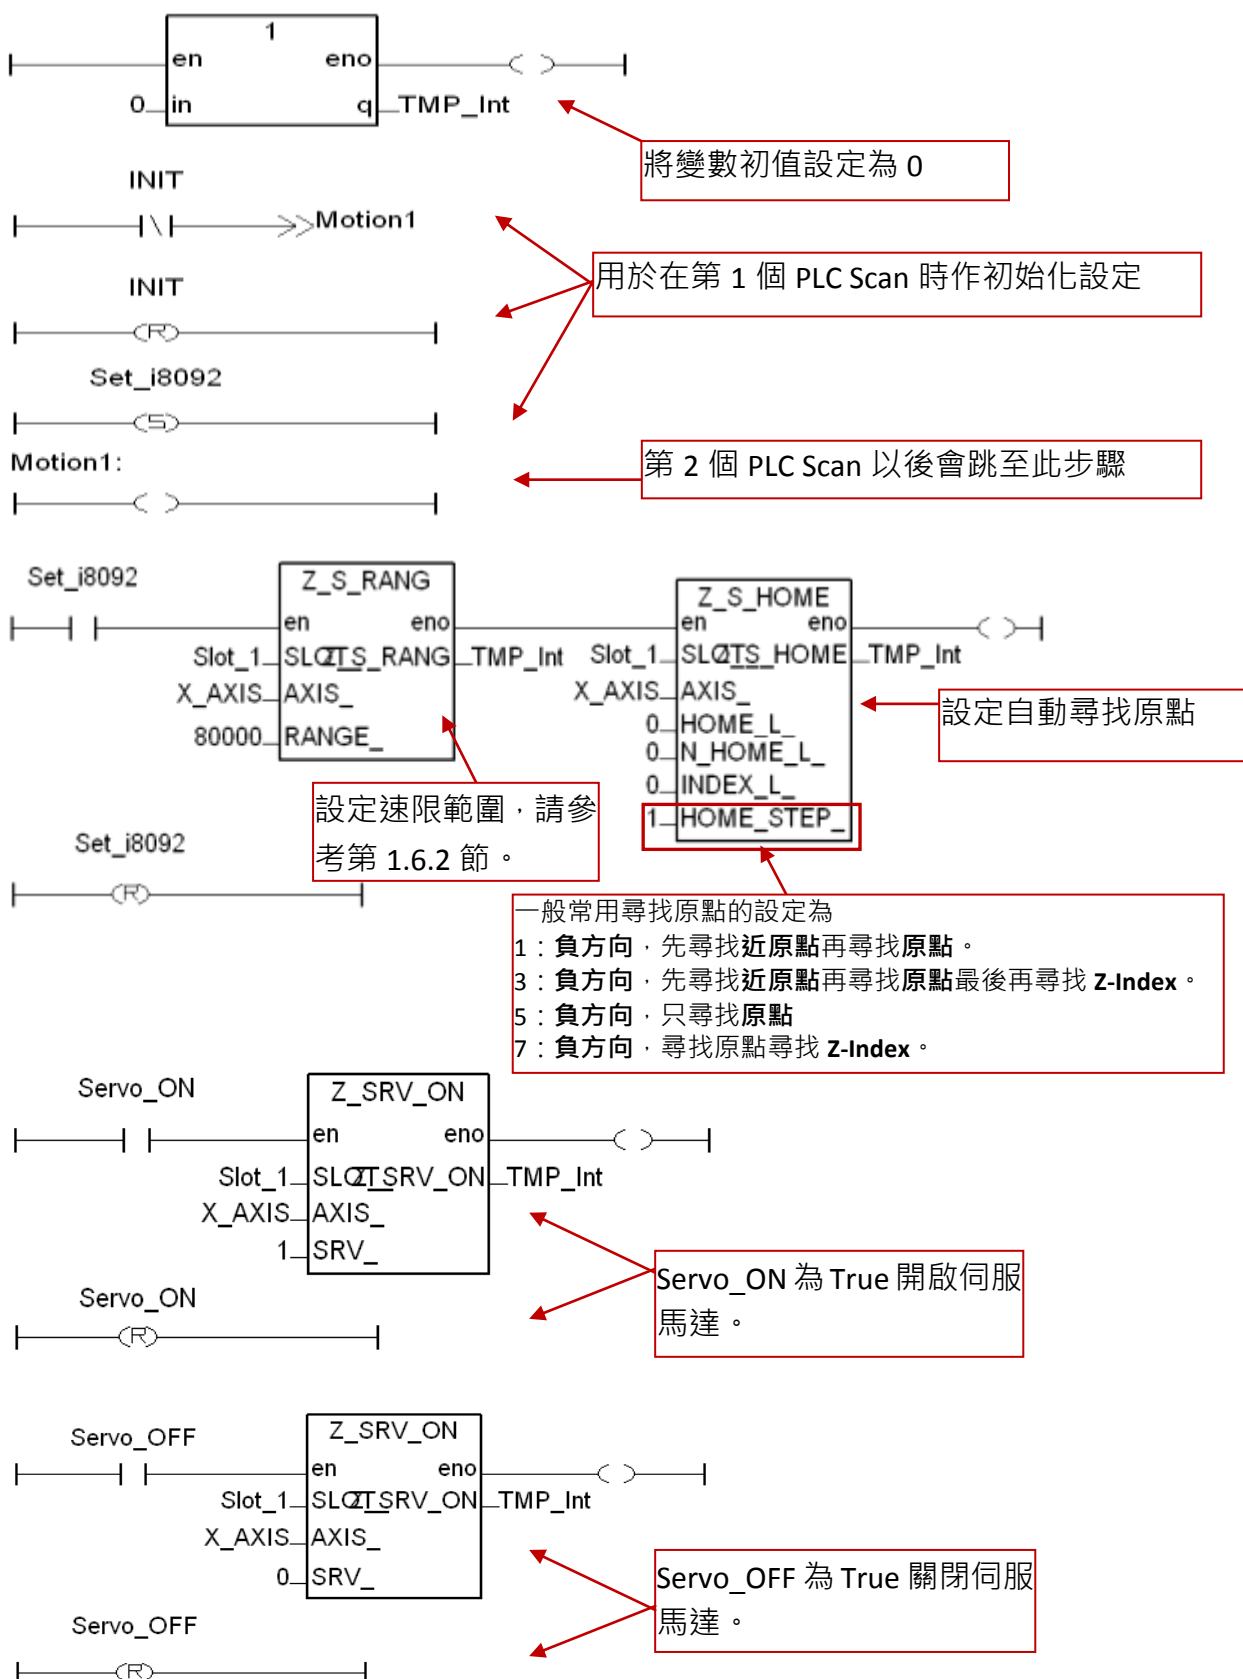 1
en eno
0 in q TMP_Int
將變數初值設定為 0
INIT
Motion1
用於在第 1 個 PLC Scan 時作初始化設定
INIT
R
Set_i8092
S
Motion1:
第 2 個 PLC Scan 以後會跳至此步驟
Set_i8092
Z_S_RANG
en eno
Slot_1 SLOT_ Z_S_RANG TMP_Int
X_AXIS AXIS_
80000 RANGE_
Z_S_HOME
en eno
Slot_1 SLOT_ Z_S_HOME TMP_Int
X_AXIS AXIS_
0 HOME_L_
0 N_HOME_L_
0 INDEX_L_
1 HOME_STEP_
設定自動尋找原點
設定速限範圍，請參
考第 1.6.2 節。
Set_i8092
R
一般常用尋找原點的設定為
1：負方向，先尋找近原點再尋找原點。
3：負方向，先尋找近原點再尋找原點最後再尋找 Z-Index。
5：負方向，只尋找原點
7：負方向，尋找原點尋找 Z-Index。
Servo_ON
Z_SRV_ON
en eno
Slot_1 SLOT_ Z_SRV_ON TMP_Int
X_AXIS AXIS_
1 SRV_
Servo_ON
R
Servo_ON 為 True 開啟伺服
馬達。
Servo_OFF
Z_SRV_ON
en eno
Slot_1 SLOT_ Z_SRV_ON TMP_Int
X_AXIS AXIS_
0 SRV_
Servo_OFF 為 True 關閉伺服
馬達。
Servo_OFF
R